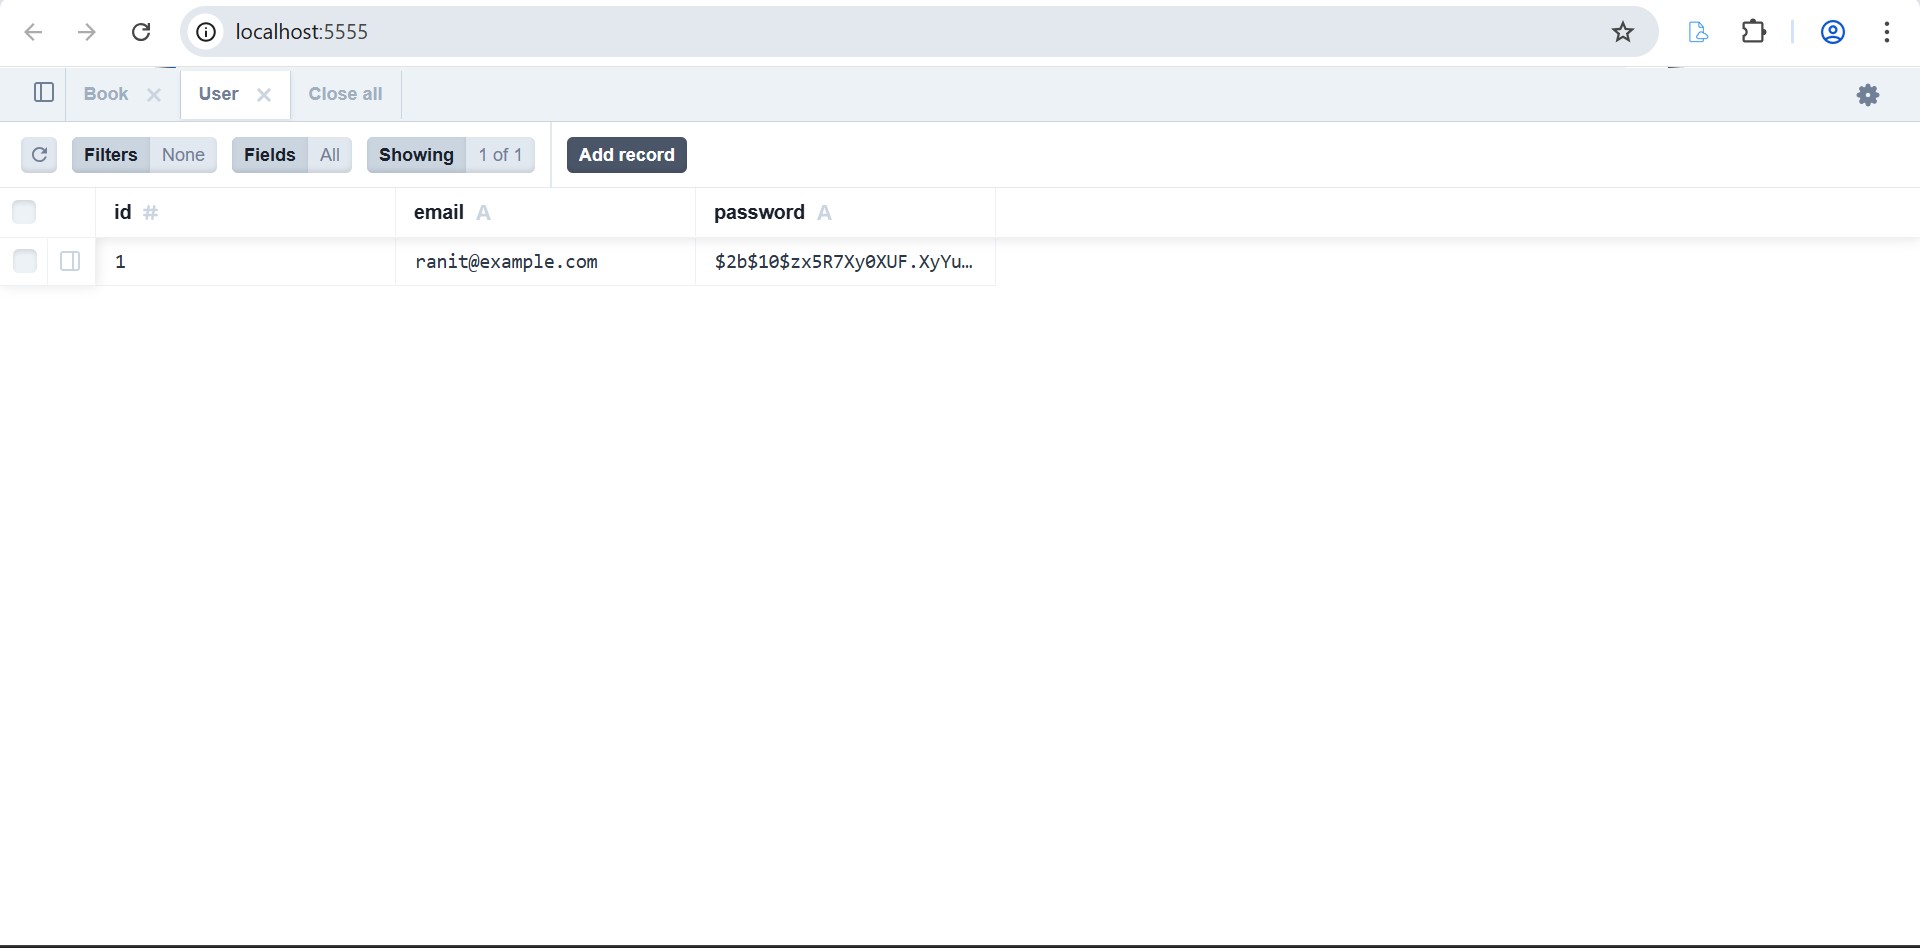 localhost:5555
Book User Close all
Filters None Fields All Showing 1 of 1 Add record
id # email A password A
1 ranit@example.com $2b$10$zx5R7Xy0XUF.XyYu…